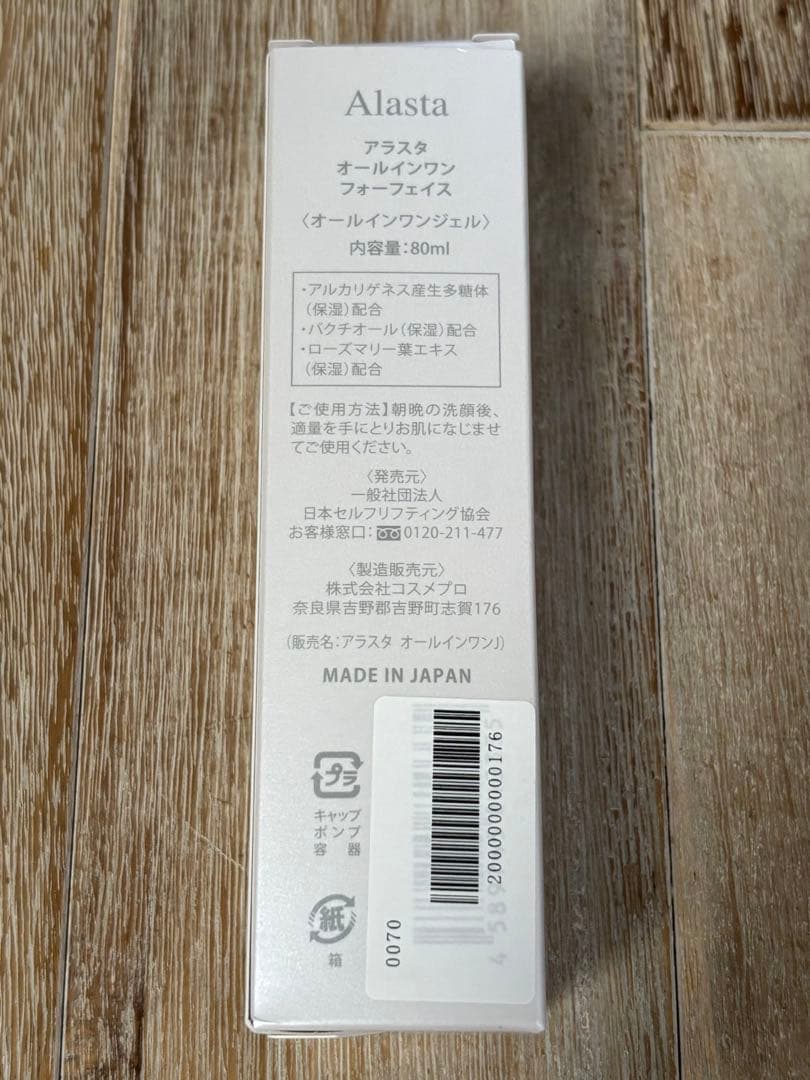 Alasta
アラスタ
オールインワン
フォーフェイス
〈オールインワンジェル〉
内容量：80ml
・アルカリゲネス産生多糖体
（保湿）配合
・バクチオール（保湿）配合
・ローズマリー葉エキス
（保湿）配合
【ご使用方法】朝晩の洗顔後、
適量を手にとりお肌になじませ
てご使用ください。
〈発売元〉
一般社団法人
日本セルフリフティング協会
お客様窓口：0120-211-477
〈製造販売元〉
株式会社コスメプロ
奈良県吉野郡吉野町志賀176
（販売名：アラスタ オールインワンJ）
MADE IN JAPAN
プラ
キャップ
ポンプ
容器
紙
箱
0070
2000000000176
4 589
5